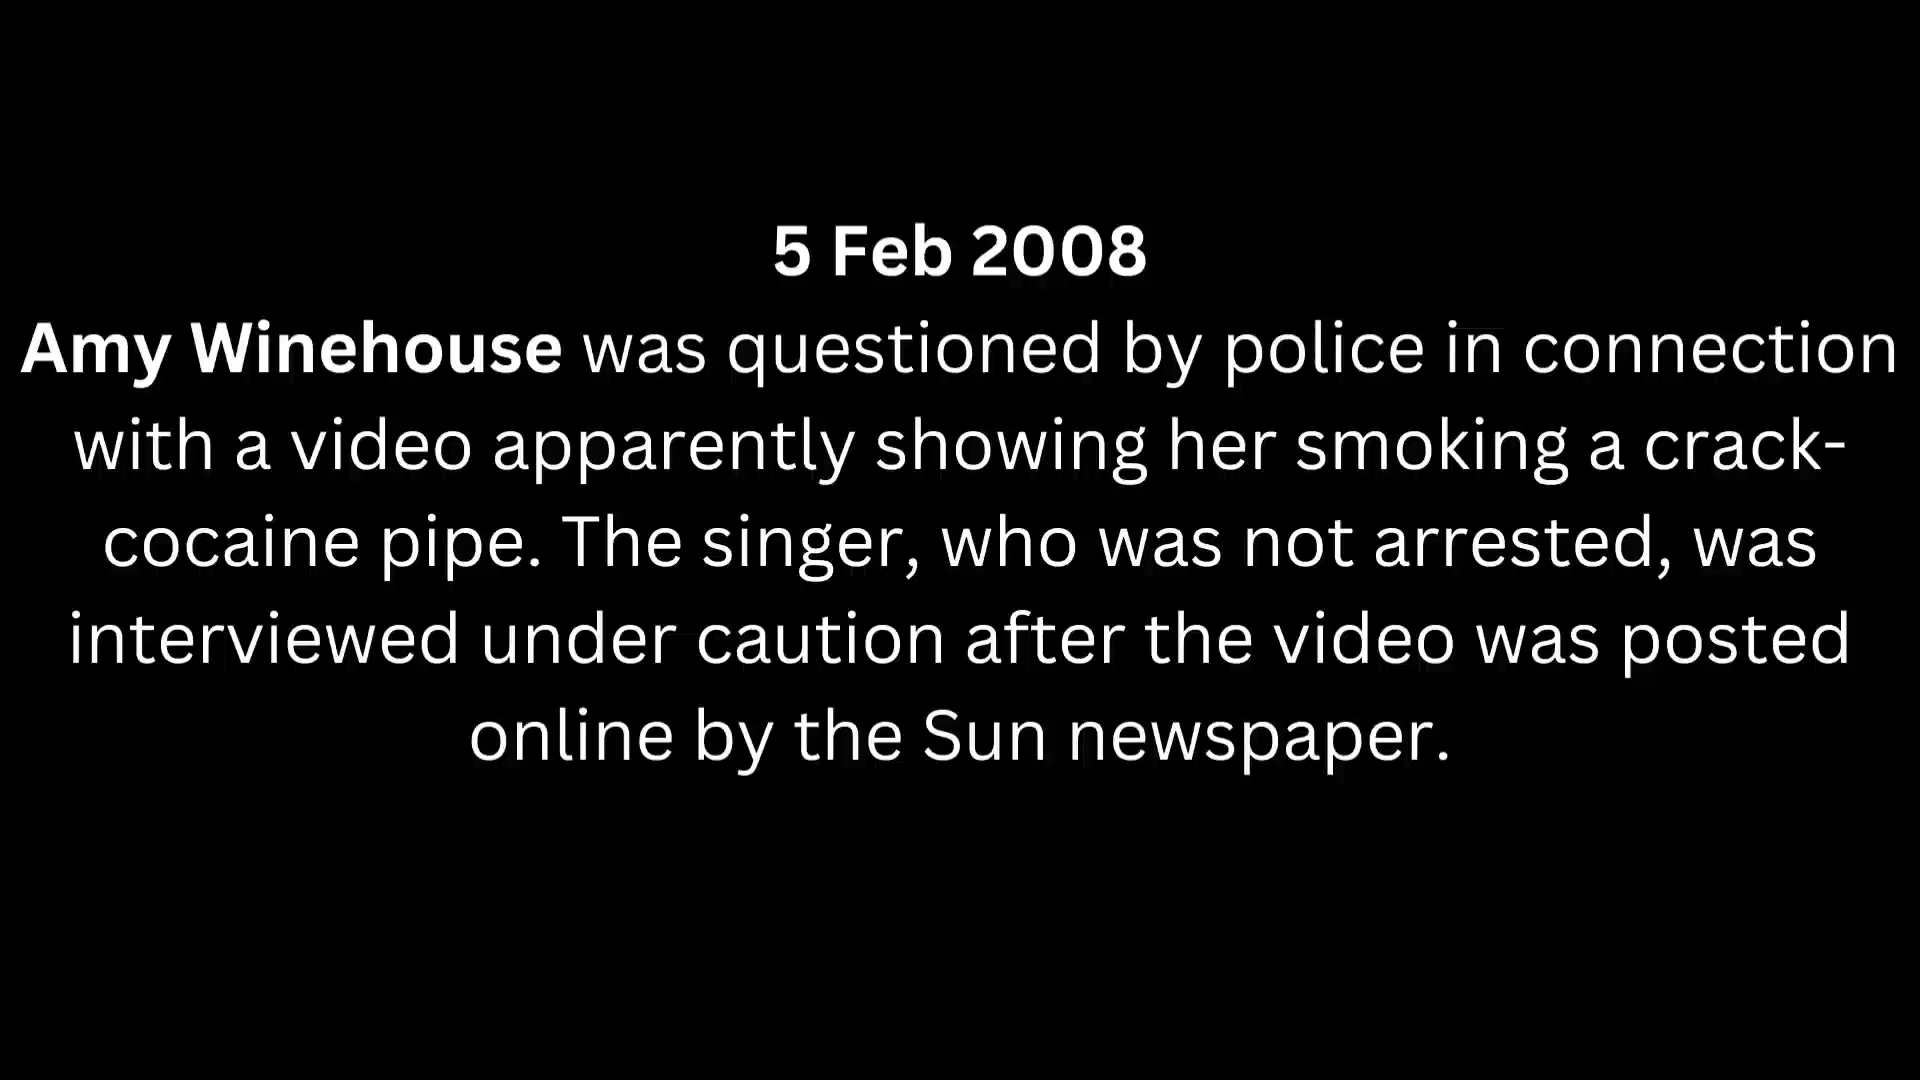 5 Feb 2008
Amy Winehouse was questioned by police in connection
with a video apparently showing her smoking a crack-
cocaine pipe. The singer, who was not arrested, was
interviewed under caution after the video was posted
online by the Sun newspaper.